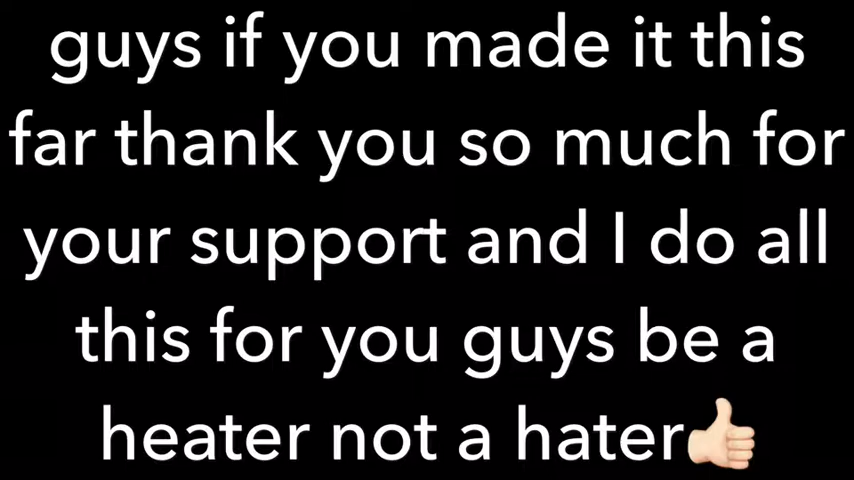 guys if you made it this
far thank you so much for
your support and I do all
this for you guys be a
heater not a hater👍🏻